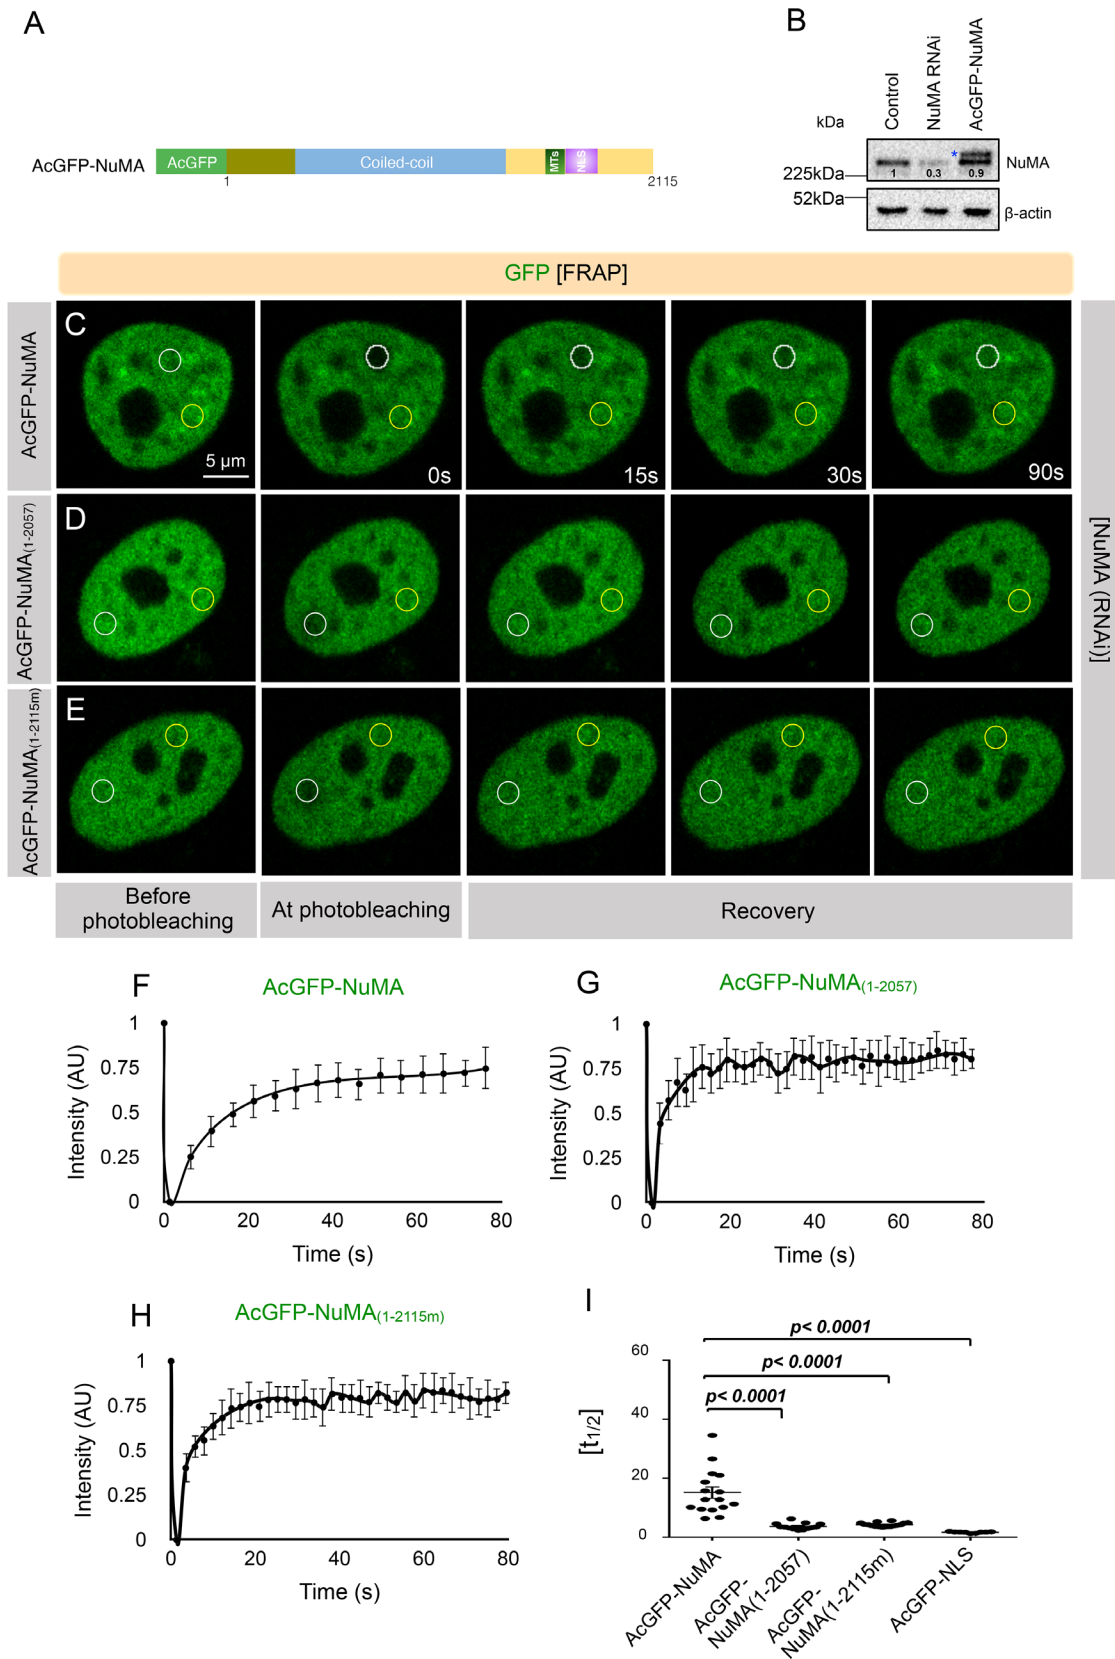 A
AcGFP-NuMA
AcGFP
Coiled-coil
MTs
NLS
1
2115
B
kDa
Control
NuMA RNAi
AcGFP-NuMA
*
NuMA
1
0.3
0.9
225kDa
52kDa
β-actin
GFP [FRAP]
AcGFP-NuMA
C
5 µm
0s
15s
30s
90s
AcGFP-NuMA(1-2057)
D
[NuMA (RNAi)]
AcGFP-NuMA(1-2115m)
E
Before
photobleaching
At photobleaching
Recovery
F
AcGFP-NuMA
Intensity (AU)
1
0.75
0.5
0.25
0
0
20
40
60
80
Time (s)
G
AcGFP-NuMA(1-2057)
Intensity (AU)
1
0.75
0.5
0.25
0
0
20
40
60
80
Time (s)
H
AcGFP-NuMA(1-2115m)
Intensity (AU)
1
0.75
0.5
0.25
0
0
20
40
60
80
Time (s)
I
p< 0.0001
p< 0.0001
p< 0.0001
[t1/2]
60
40
20
0
AcGFP-NuMA
AcGFP-
NuMA(1-2057)
AcGFP-
NuMA(1-2115m)
AcGFP-NLS